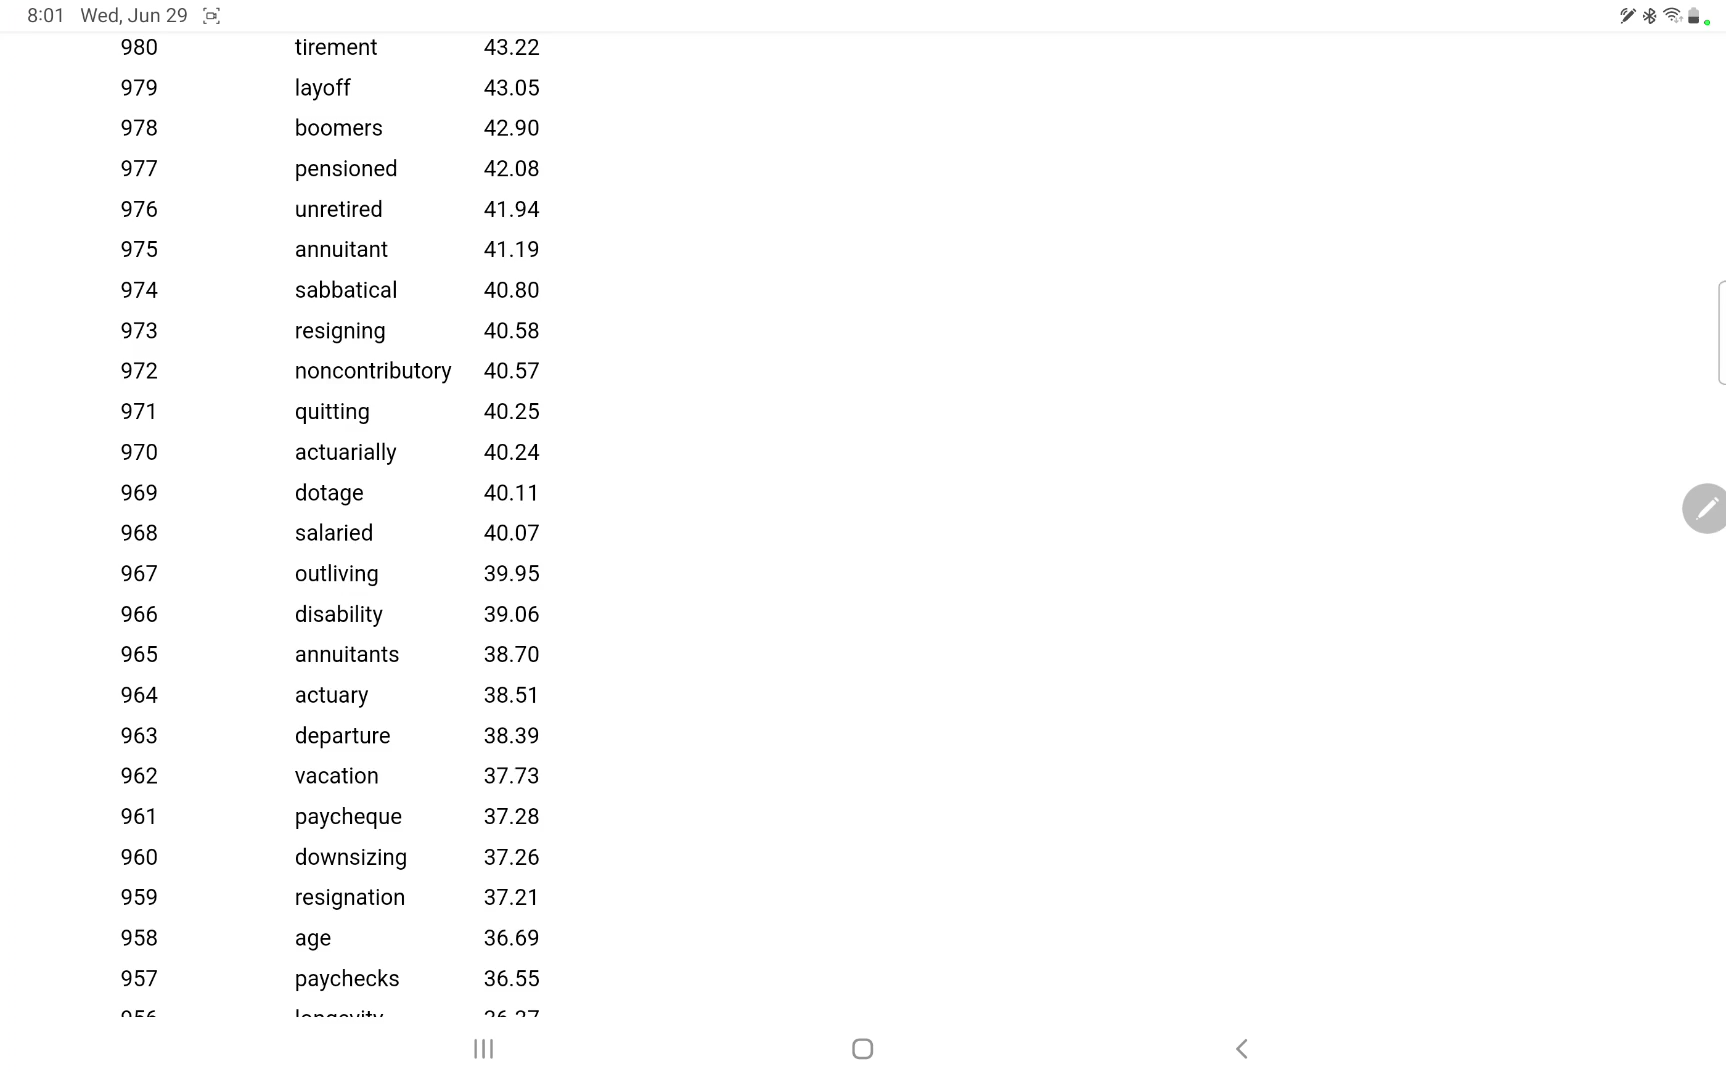 8:01 Wed, Jun 29
980 tirement 43.22
979 layoff 43.05
978 boomers 42.90
977 pensioned 42.08
976 unretired 41.94
975 annuitant 41.19
974 sabbatical 40.80
973 resigning 40.58
972 noncontributory 40.57
971 quitting 40.25
970 actuarially 40.24
969 dotage 40.11
968 salaried 40.07
967 outliving 39.95
966 disability 39.06
965 annuitants 38.70
964 actuary 38.51
963 departure 38.39
962 vacation 37.73
961 paycheque 37.28
960 downsizing 37.26
959 resignation 37.21
958 age 36.69
957 paychecks 36.55
956 longevity